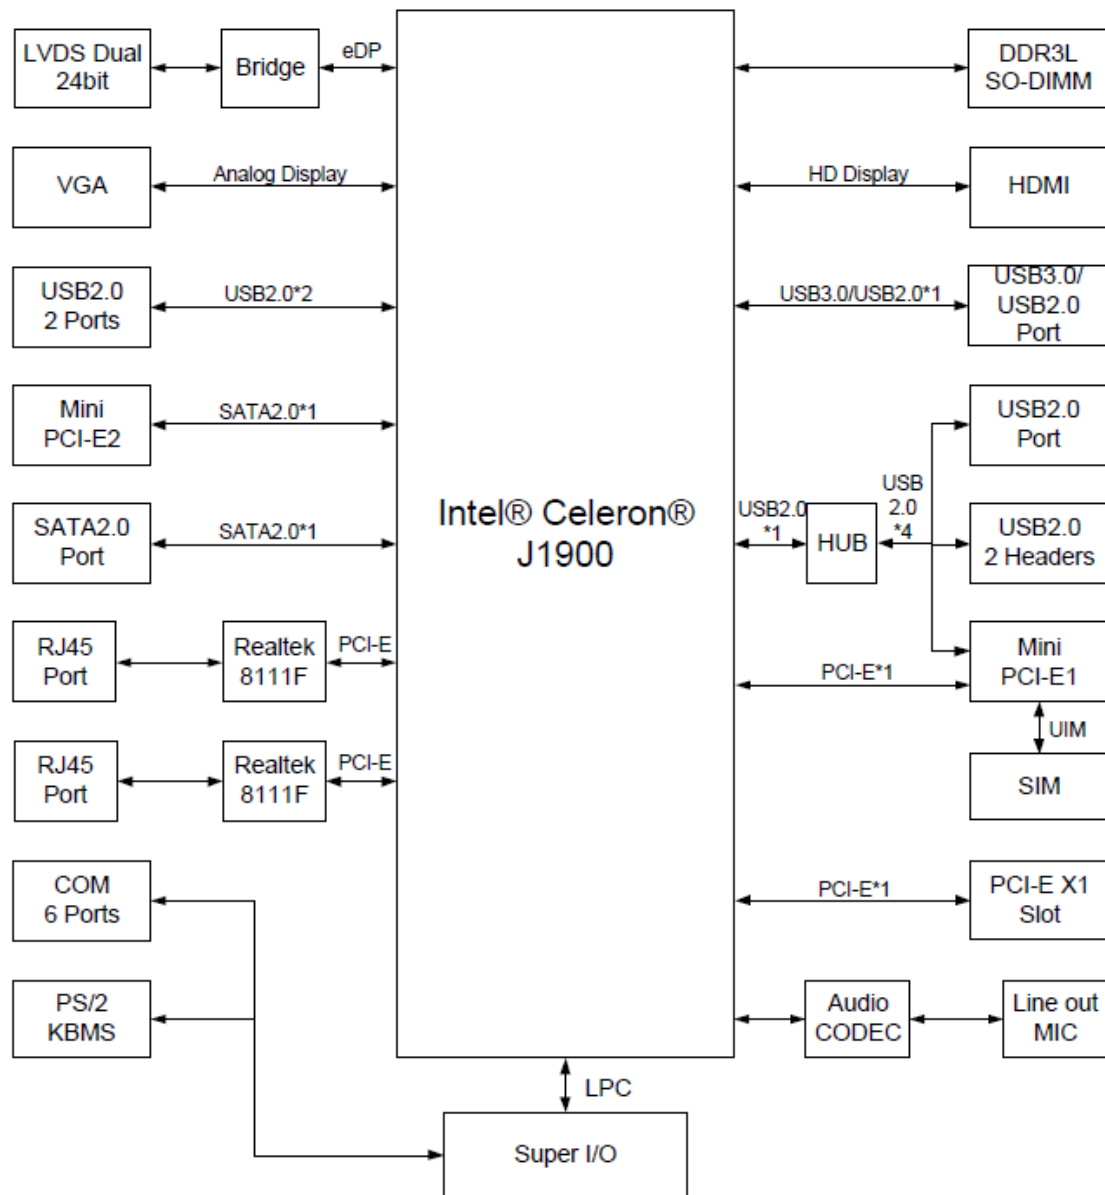 LVDS Dual
24bit
Bridge
eDP
DDR3L
SO-DIMM
VGA
Analog Display
HD Display
HDMI
USB2.0
2 Ports
USB2.0*2
USB3.0/USB2.0*1
USB3.0/
USB2.0
Port
Mini
PCI-E2
SATA2.0*1
USB2.0
Port
SATA2.0
Port
SATA2.0*1
Intel® Celeron®
J1900
USB2.0
*1
HUB
USB
2.0
*4
USB2.0
2 Headers
RJ45
Port
Realtek
8111F
PCI-E
PCI-E*1
Mini
PCI-E1
UIM
RJ45
Port
Realtek
8111F
PCI-E
SIM
COM
6 Ports
PCI-E*1
PCI-E X1
Slot
PS/2
KBMS
Audio
CODEC
Line out
MIC
LPC
Super I/O